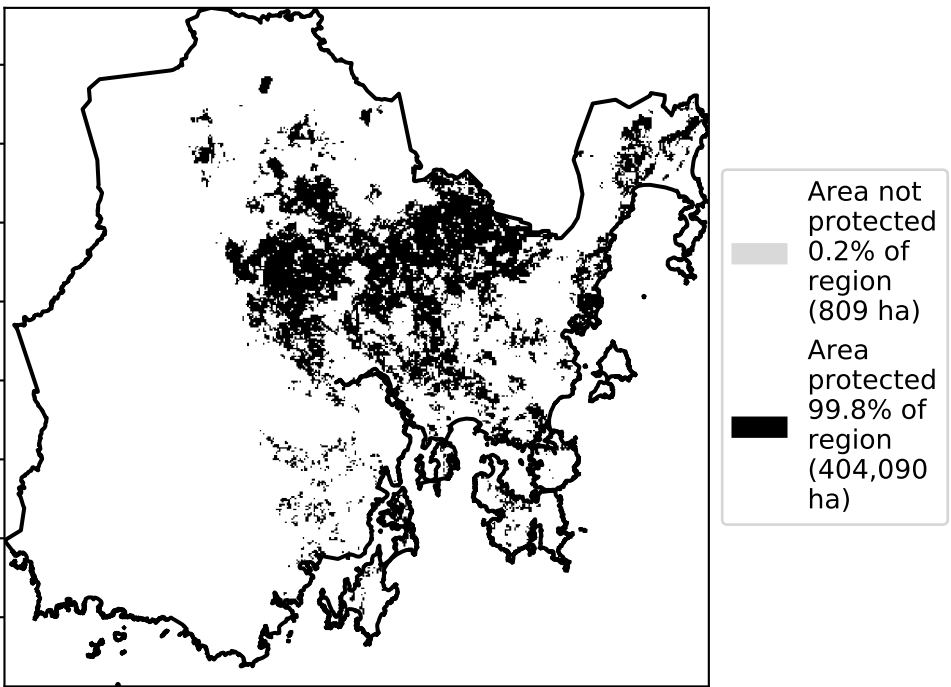 Area not
protected
0.2% of
region
(809 ha)
Area
protected
99.8% of
region
(404,090
ha)